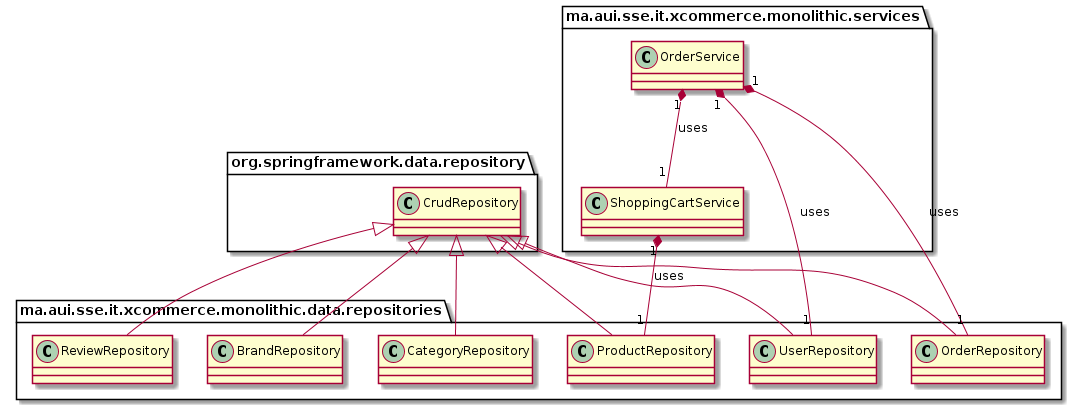 ma.aui.sse.it.xcommerce.monolithic.services
C OrderService
1
1 1
uses
org.springframework.data.repository
1
C CrudRepository
C ShoppingCartService
uses uses
1
uses
ma.aui.sse.it.xcommerce.monolithic.data.repositories
1 1 1
C ReviewRepository C BrandRepository C CategoryRepository C ProductRepository C UserRepository C OrderRepository